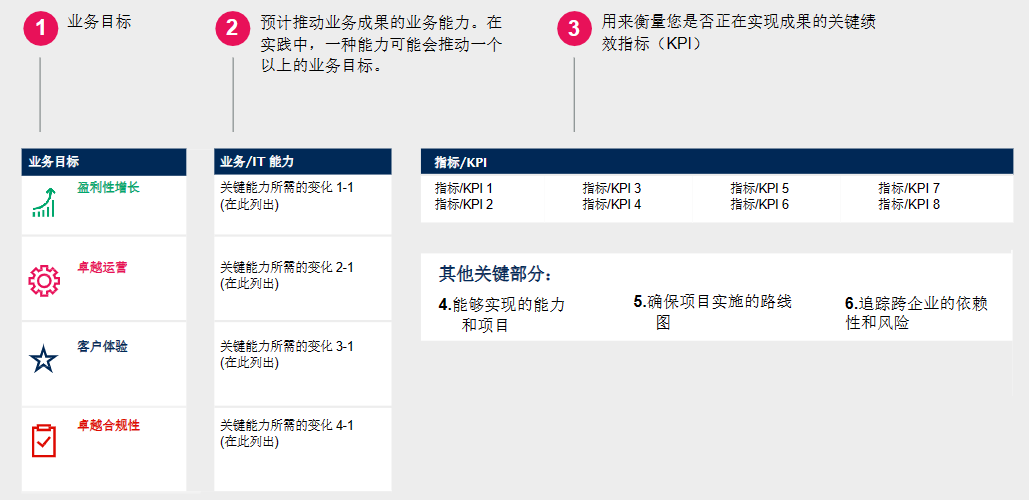 1
业务目标
2
预计推动业务成果的业务能力。在
实践中，一种能力可能会推动一个
以上的业务目标。
3
用来衡量您是否正在实现成果的关键绩
效指标（KPI）
业务目标
盈利性增长
卓越运营
客户体验
卓越合规性
业务/IT 能力
关键能力所需的变化 1-1
(在此列出)
关键能力所需的变化 2-1
(在此列出)
关键能力所需的变化 3-1
(在此列出)
关键能力所需的变化 4-1
(在此列出)
指标/KPI
指标/KPI 1
指标/KPI 2
指标/KPI 3
指标/KPI 4
指标/KPI 5
指标/KPI 6
指标/KPI 7
指标/KPI 8
其他关键部分：
4.能够实现的能力
和项目
5.确保项目实施的路线
图
6.追踪跨企业的依赖
性和风险